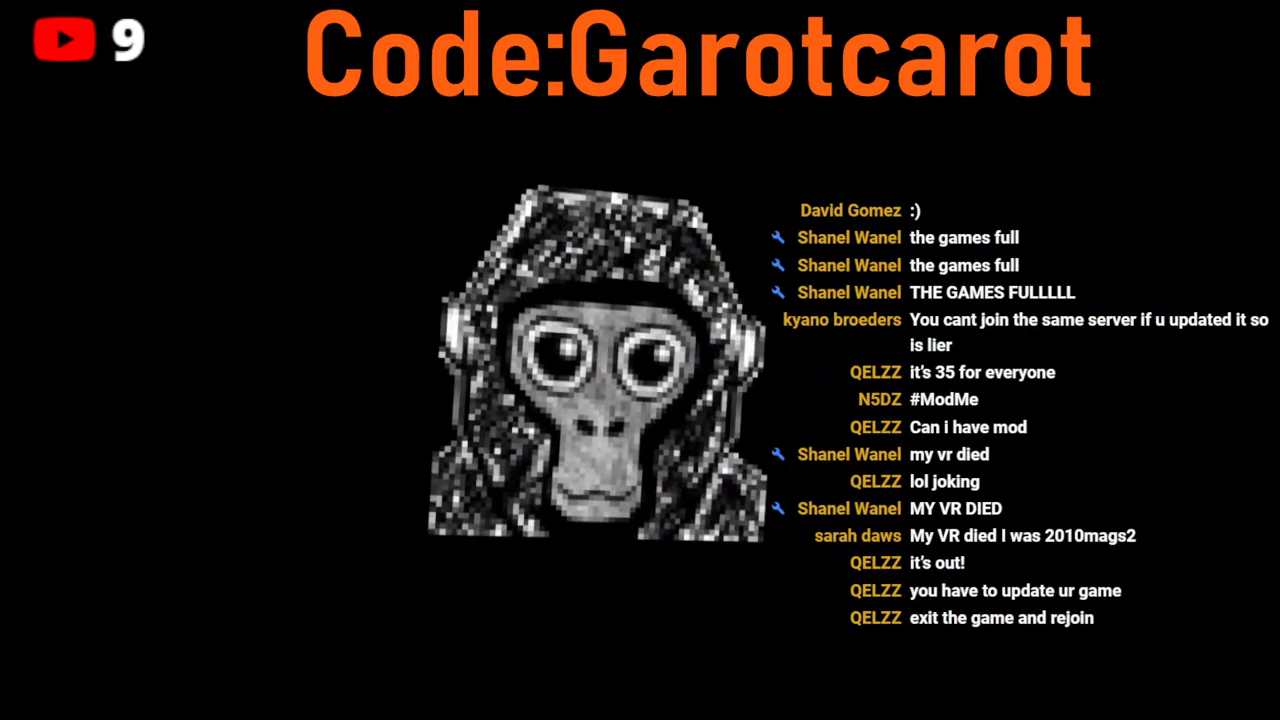 9
Code:Garotcarot
David Gomez :)
Shanel Wanel the games full
Shanel Wanel the games full
Shanel Wanel THE GAMES FULLLLL
kyano broeders You cant join the same server if u updated it so
is lier
QELZZ it's 35 for everyone
N5DZ #ModMe
QELZZ Can i have mod
Shanel Wanel my vr died
QELZZ lol joking
Shanel Wanel MY VR DIED
sarah daws My VR died I was 2010mags2
QELZZ it's out!
QELZZ you have to update ur game
QELZZ exit the game and rejoin